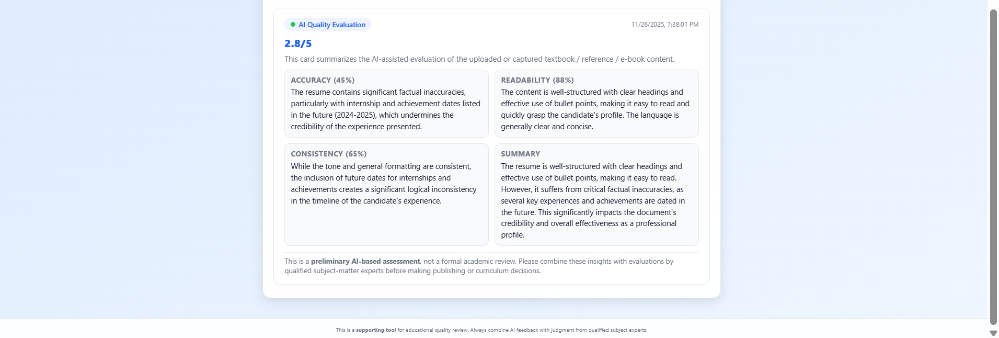 AI Quality Evaluation
11/26/2025, 7:38:01 PM
2.8/5
This card summarizes the AI-assisted evaluation of the uploaded or captured textbook / reference / e-book content.
ACCURACY (45%)
The resume contains significant factual inaccuracies,
particularly with internship and achievement dates listed
in the future (2024-2025), which undermines the
credibility of the experience presented.
READABILITY (88%)
The content is well-structured with clear headings and
effective use of bullet points, making it easy to read and
quickly grasp the candidate's profile. The language is
generally clear and concise.
CONSISTENCY (65%)
While the tone and general formatting are consistent,
the inclusion of future dates for internships and
achievements creates a significant logical inconsistency
in the timeline of the candidate's experience.
SUMMARY
The resume is well-structured with clear headings and
effective use of bullet points, making it easy to read.
However, it suffers from critical factual inaccuracies, as
several key experiences and achievements are dated in
the future. This significantly impacts the document's
credibility and overall effectiveness as a professional
profile.
This is a preliminary AI-based assessment, not a formal academic review. Please combine these insights with evaluations by
qualified subject-matter experts before making publishing or curriculum decisions.
This is a supporting tool for educational quality review. Always combine AI feedback with judgment from qualified subject experts.